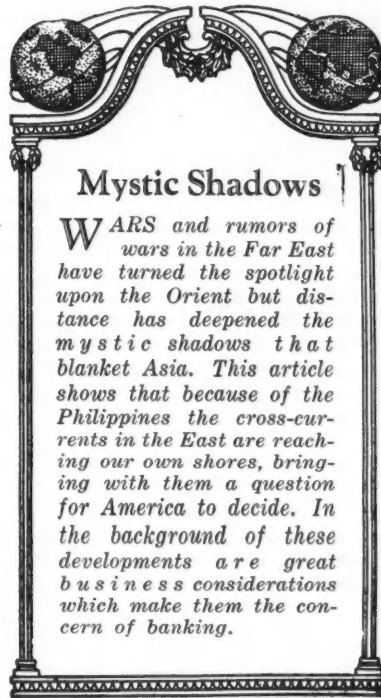 Mystic Shadows
WARS and rumors of
wars in the Far East
have turned the spotlight
upon the Orient but dis-
tance has deepened the
mystic shadows that
blanket Asia. This article
shows that because of the
Philippines the cross-cur-
rents in the East are reach-
ing our own shores, bring-
ing with them a question
for America to decide. In
the background of these
developments are great
business considerations
which make them the con-
cern of banking.